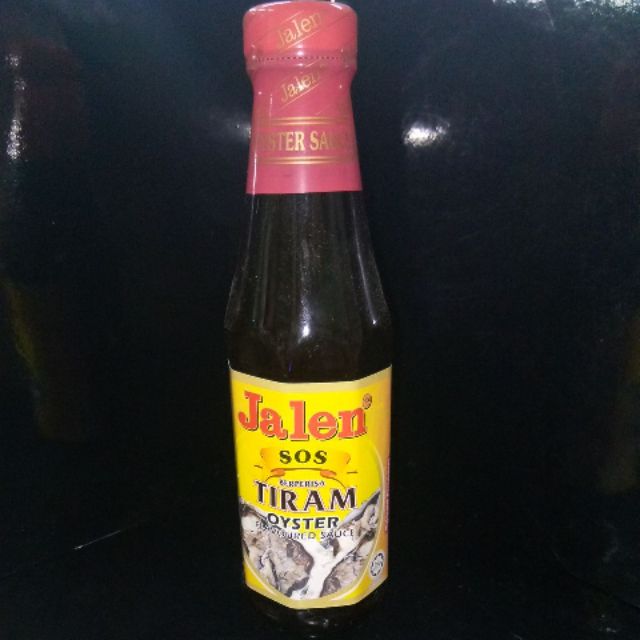 Jalen
Jalen
OYSTER SAUCE
Jalen®
SOS
BERPERISA
TIRAM
OYSTER
FLAVOURED SAUCE